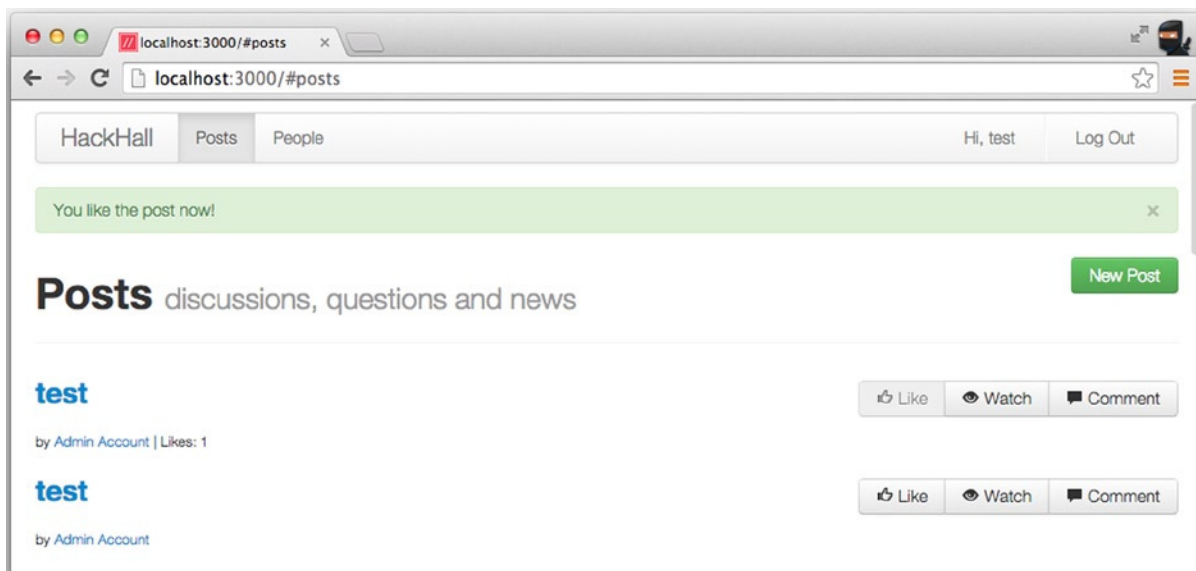 localhost:3000/#posts
localhost:3000/#posts
HackHall Posts People Hi, test Log Out
You like the post now!
New Post
Posts discussions, questions and news
test
Like Watch Comment
by Admin Account | Likes: 1
test
Like Watch Comment
by Admin Account